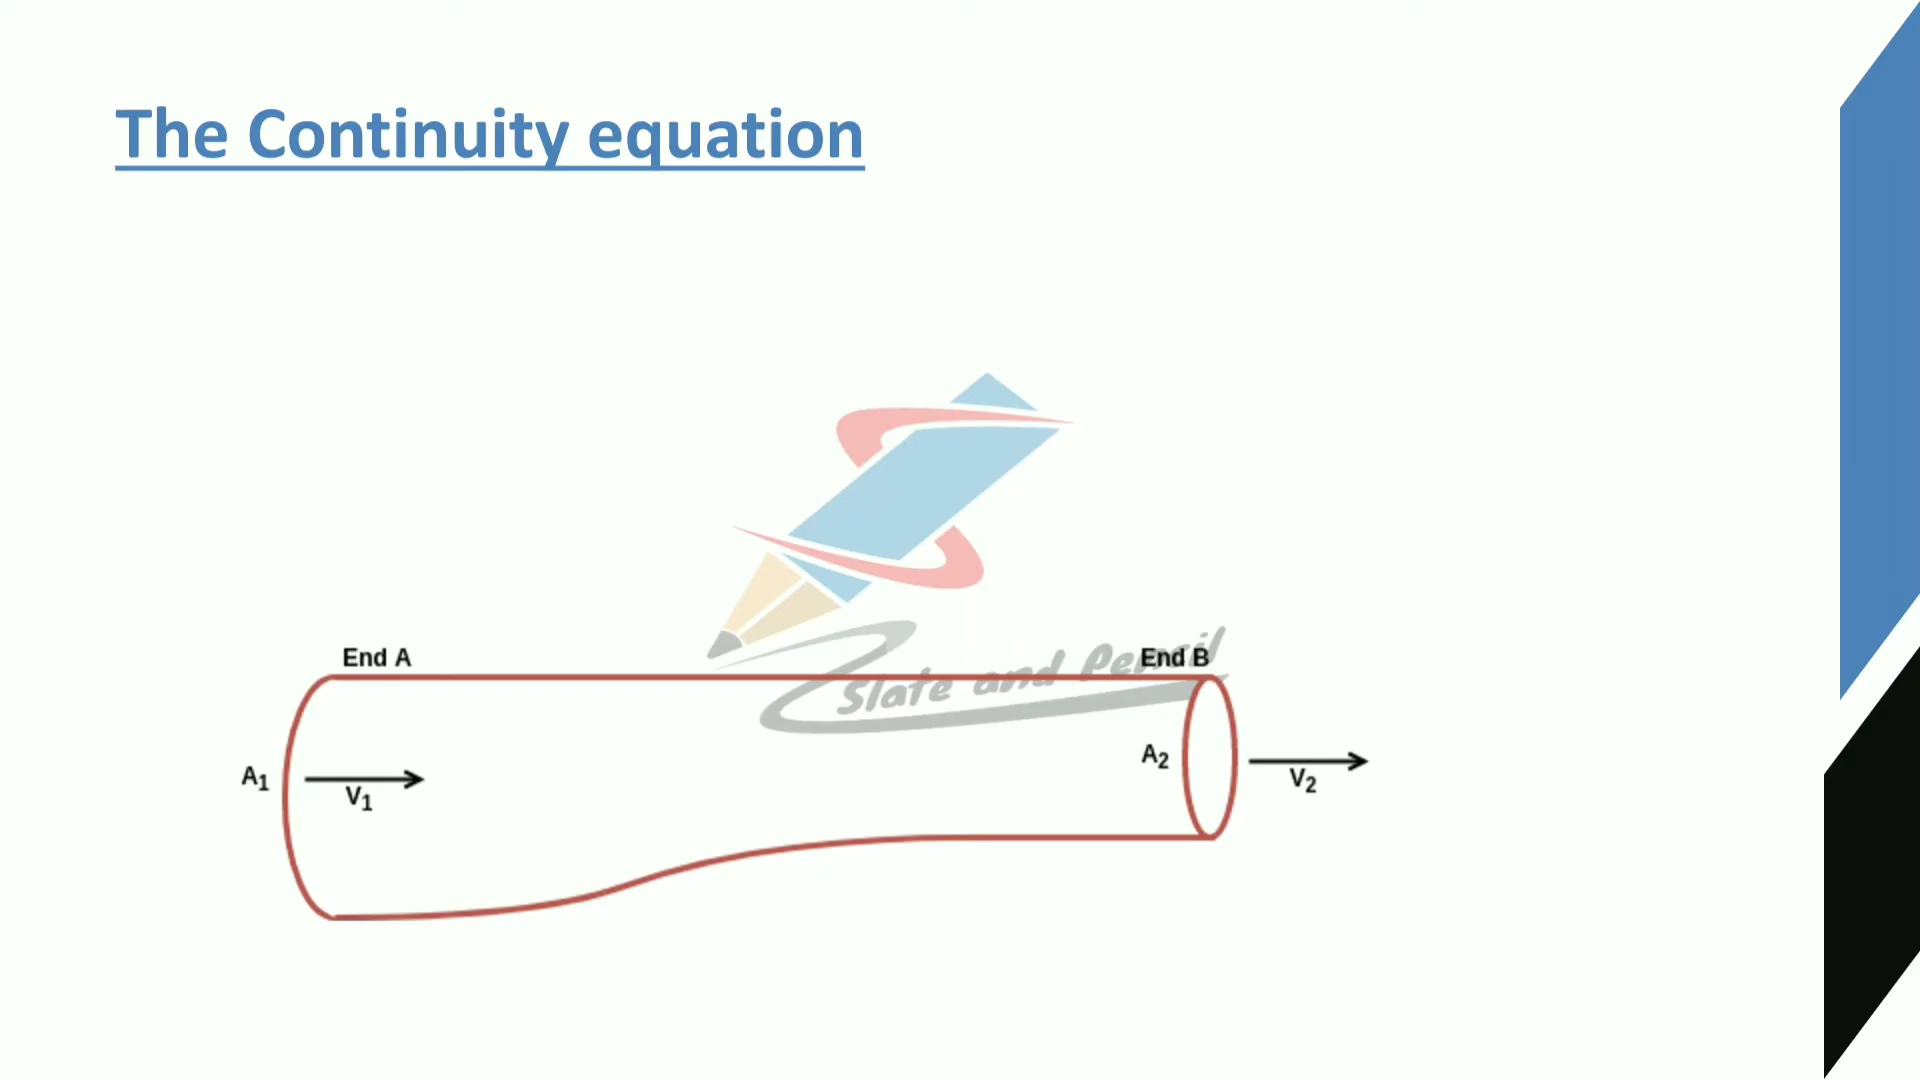 The Continuity equation
End A
End B
Slate and Pencil
A1
V1
A2
V2